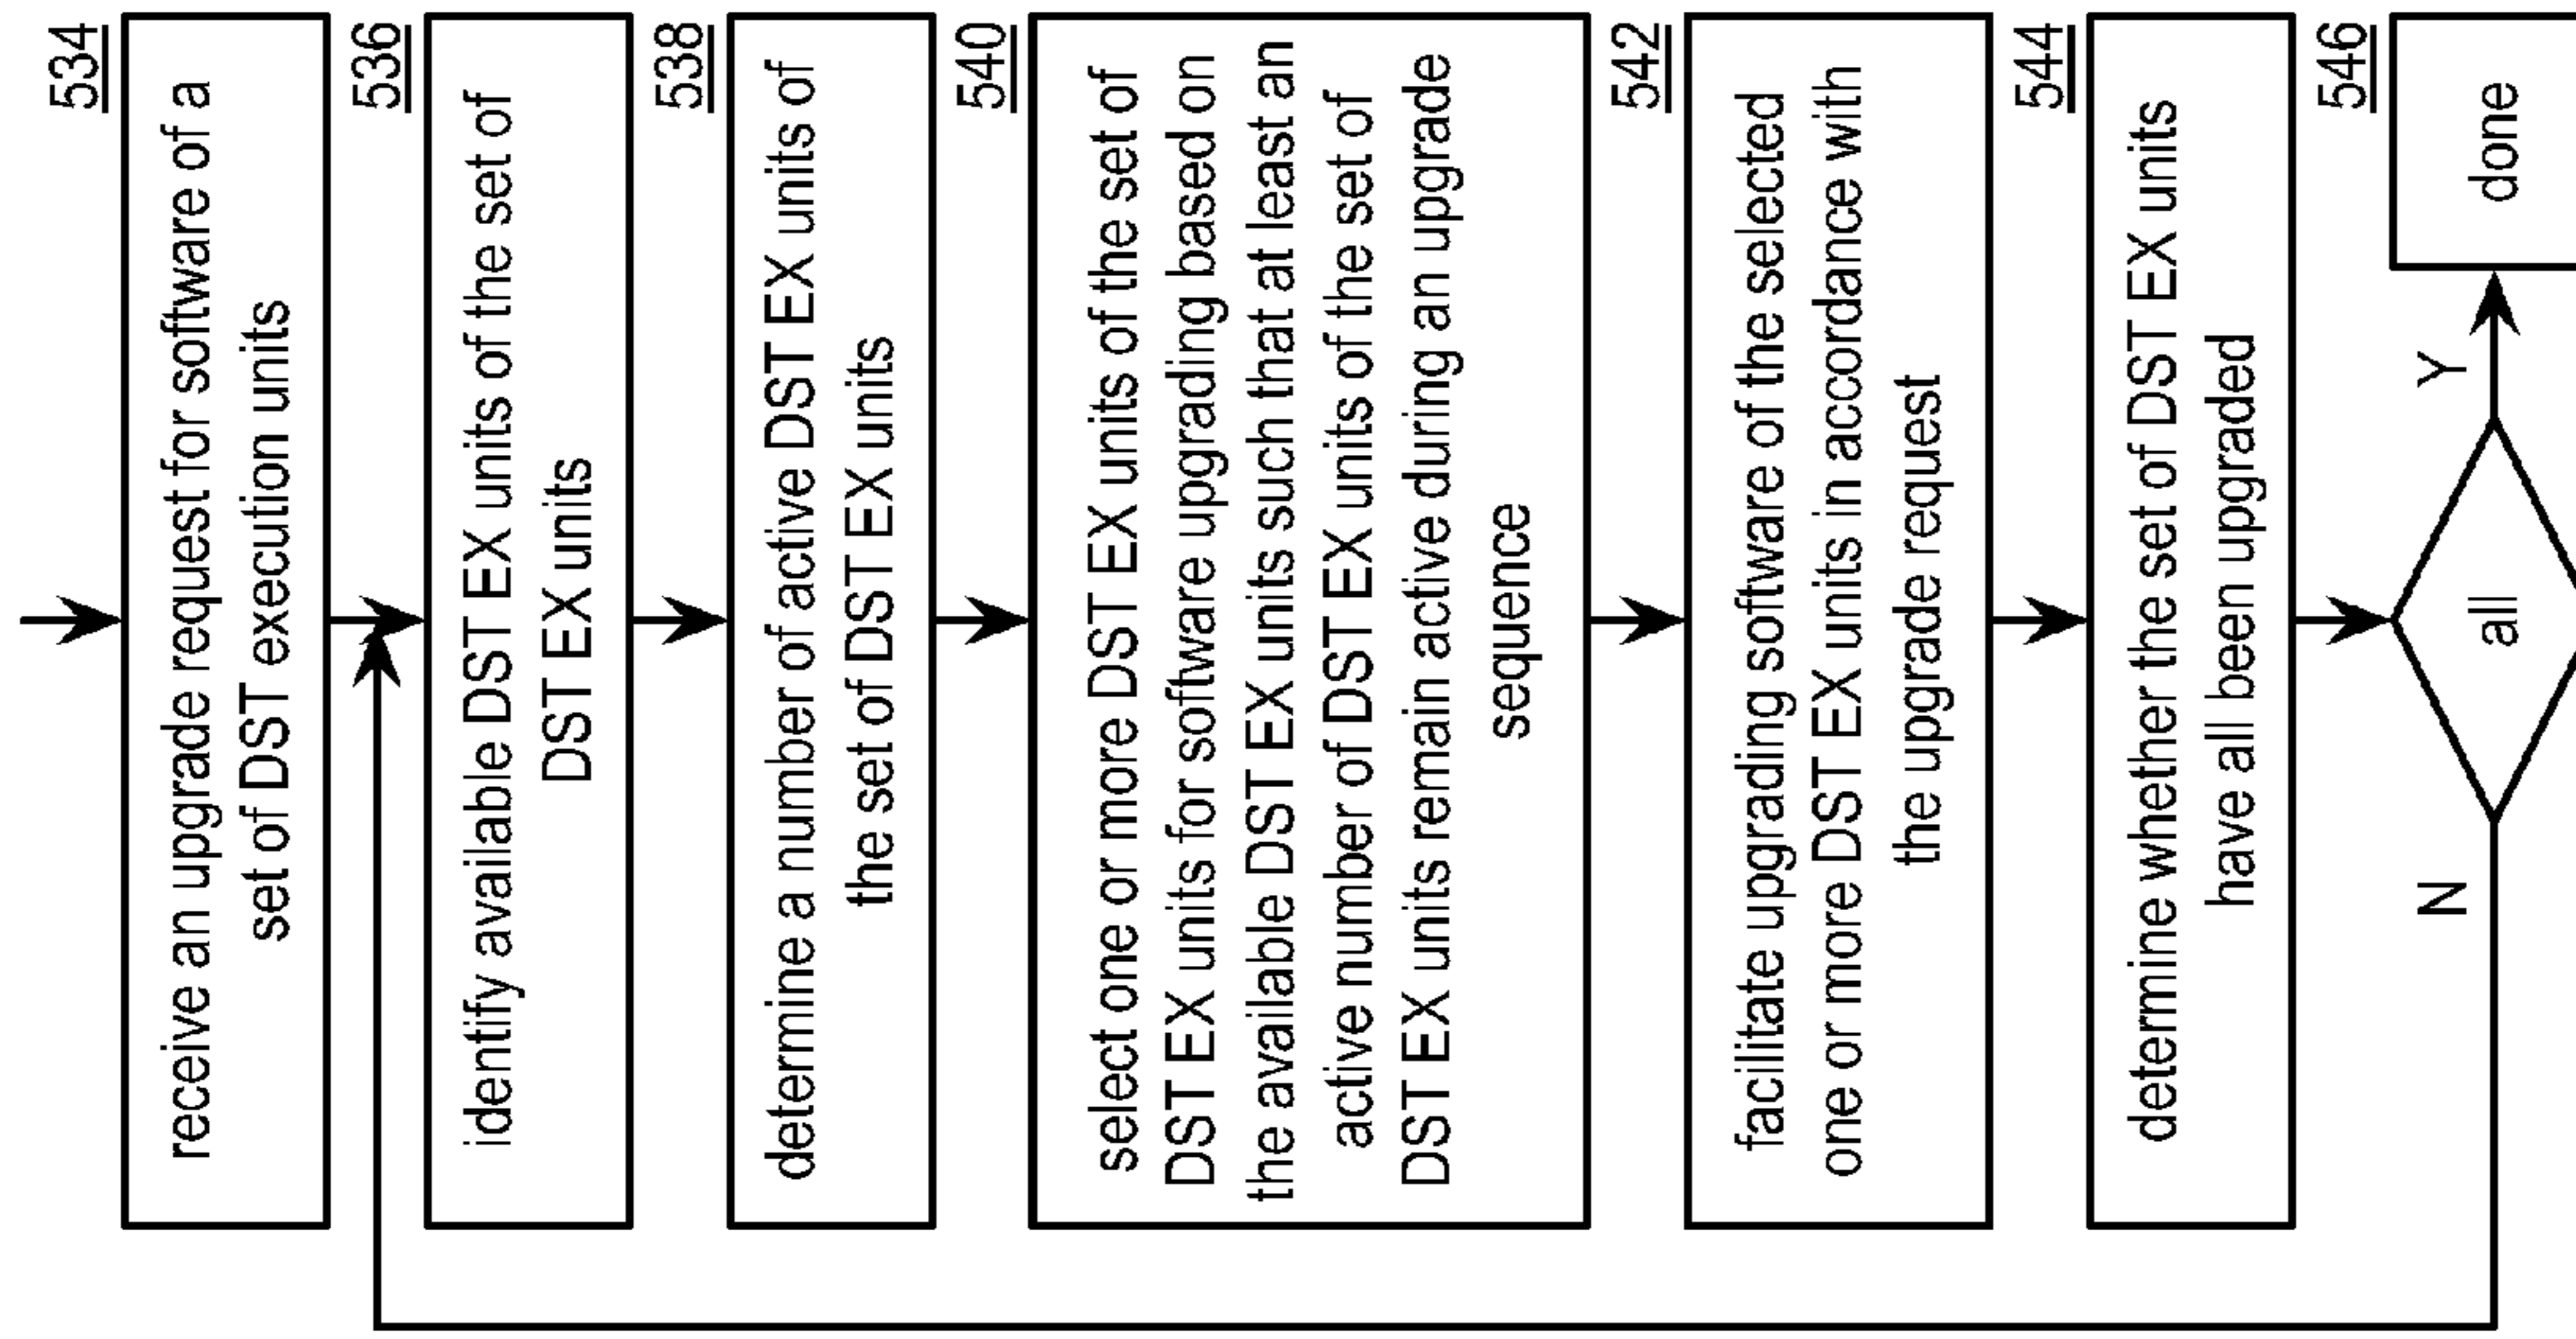 534
receive an upgrade request for software of a
set of DST execution units
536
identify available DST EX units of the set of
DST EX units
538
determine a number of active DST EX units of
the set of DST EX units
540
select one or more DST EX units of the set of
DST EX units for software upgrading based on
the available DST EX units such that at least an
active number of DST EX units of the set of
DST EX units remain active during an upgrade
sequence
542
facilitate upgrading software of the selected
one or more DST EX units in accordance with
the upgrade request
544
determine whether the set of DST EX units
have all been upgraded
546
N
Y
all
done